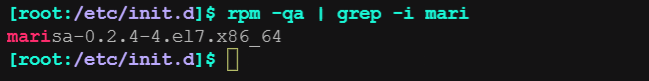 [root:/etc/init.d]$ rpm -qa | grep -i mari
marisa-0.2.4-4.el7.x86_64
[root:/etc/init.d]$